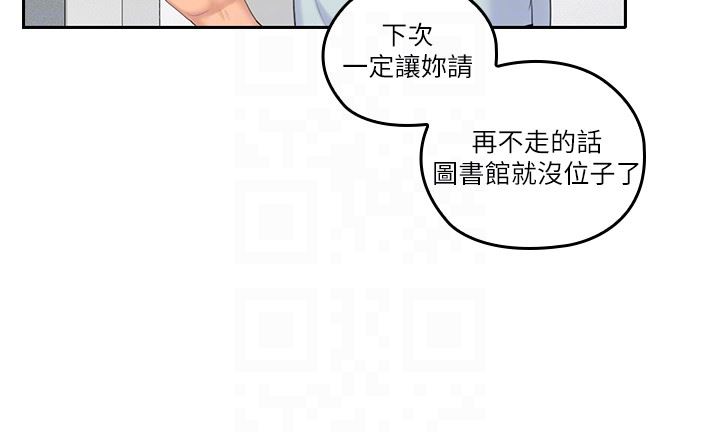 下次
一定讓妳請
再不走的話
圖書館就沒位子了